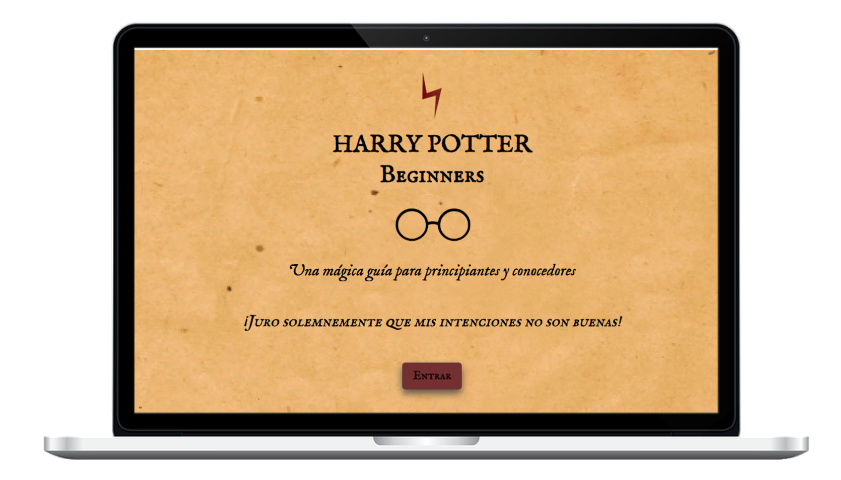 HARRY POTTER
Beginners
Una mágica guía para principiantes y conocedores
¡Juro solemnemente que mis intenciones no son buenas!
Entrar